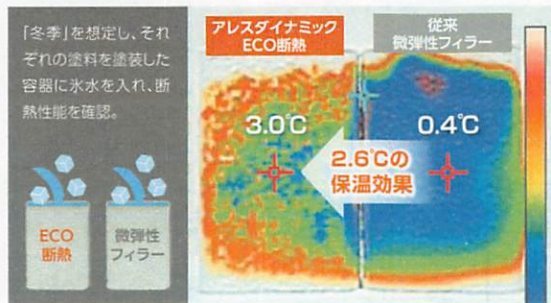 「冬季」を想定し、それ
ぞれの塗料を塗装した
容器に氷水を入れ、断
熱性能を確認。
ECO
断熱
微弾性
フィラー
アレスダイナミック
ECO断熱
従来
微弾性フィラー
3.0℃
0.4℃
2.6℃の
保温効果